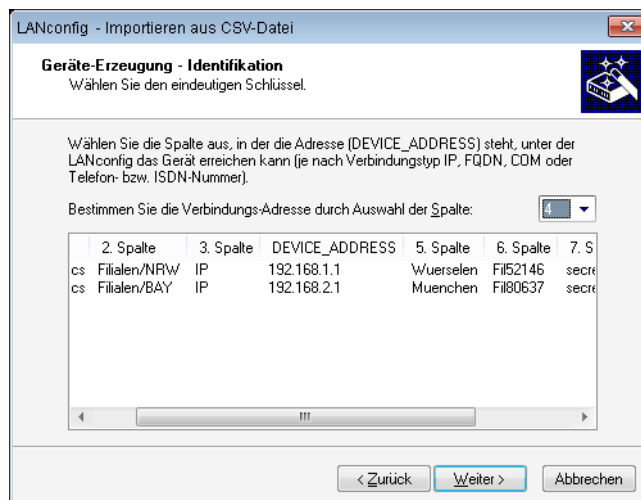 LANconfig - Importieren aus CSV-Datei
Geräte-Erzeugung - Identifikation
Wählen Sie den eindeutigen Schlüssel.
Wählen Sie die Spalte aus, in der die Adresse (DEVICE_ADDRESS) steht, unter der
LANconfig das Gerät erreichen kann (je nach Verbindungstyp IP, FQDN, COM oder
Telefon- bzw. ISDN-Nummer).
Bestimmen Sie die Verbindungs-Adresse durch Auswahl der Spalte: 4
2. Spalte 3. Spalte DEVICE_ADDRESS 5. Spalte 6. Spalte 7. S
cs Filialen/NRW IP 192.168.1.1 Wuerselen Fil52146 secre
cs Filialen/BAY IP 192.168.2.1 Muenchen Fil80637 secre
< Zurück Weiter > Abbrechen